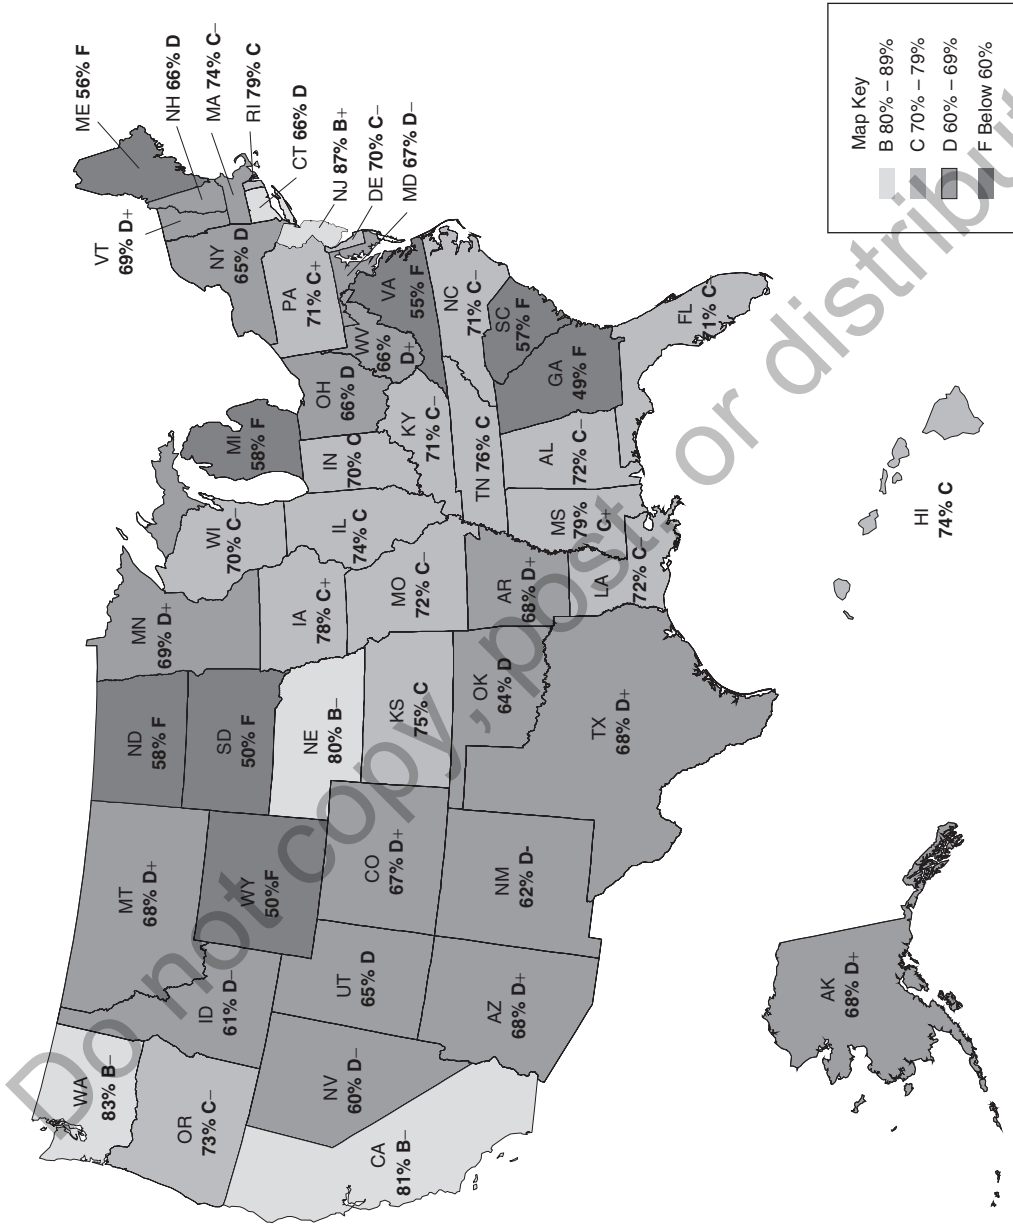 WA
83% B–
OR
73% C–
CA
81% B–
NV
60% D–
ID
61% D–
MT
68% D+
WY
50%F
UT
65% D
AZ
68% D+
CO
67% D+
NM
62% D-
ND
58% F
SD
50% F
NE
80% B–
KS
75% C
OK
64% D
TX
68% D+
MN
69% D+
IA
78% C+
MO
72% C–
AR
68% D+
LA
72% C–
WI
70% C–
IL
74% C
MI
58% F
IN
70% C
OH
66% D
KY
71% C–
TN 76% C
MS
79%
C+
AL
72% C–
GA
49% F
FL
71% C
SC
57% F
NC
71% C–
VA
55% F
WV
66%
D+
PA
71% C+
NY
65% D
VT
69% D+
ME 56% F
NH 66% D
MA 74% C–
RI 79% C
CT 66% D
NJ 87% B+
DE 70% C–
MD 67% D–
AK
68% D+
HI
74% C
Map Key
B 80% – 89%
C 70% – 79%
D 60% – 69%
F Below 60%
Do not copy, post, or distribut